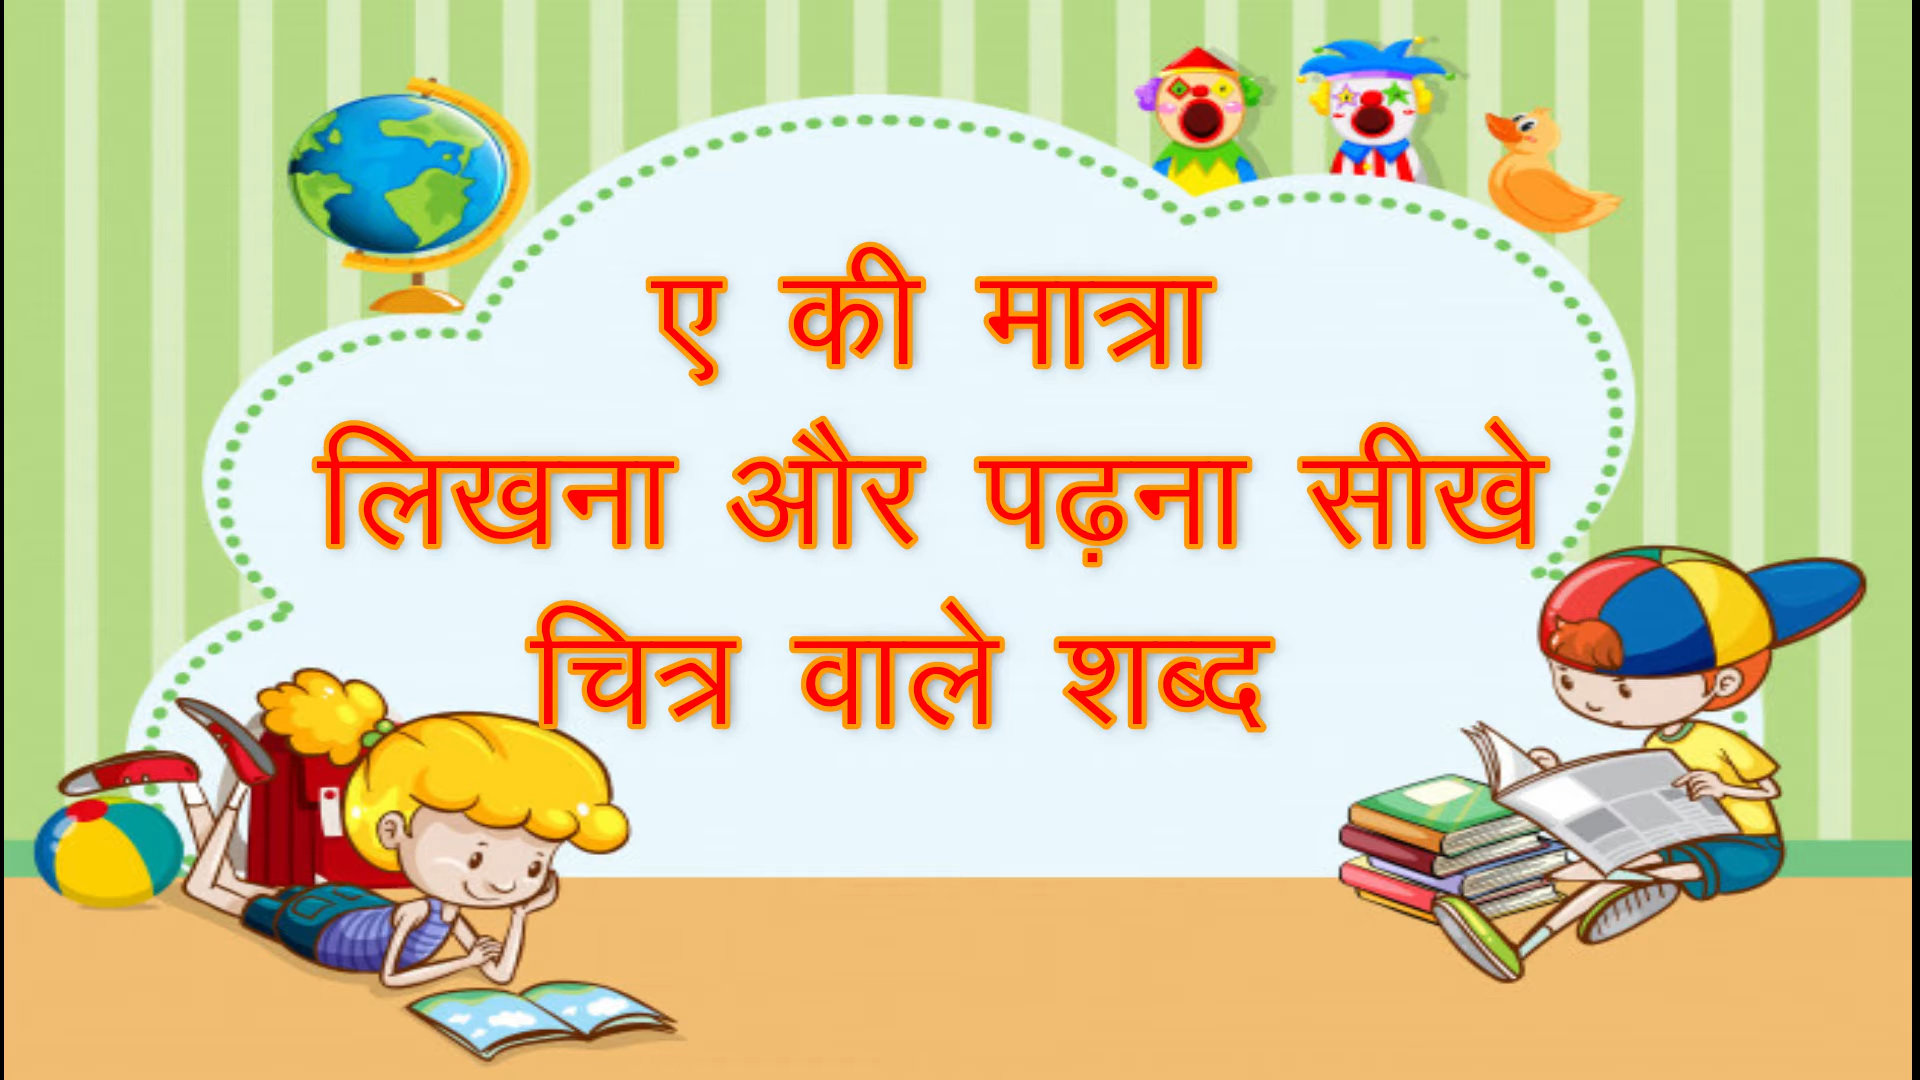 ए की मात्रा
लिखना और पढ़ना सीखे
चित्र वाले शब्द